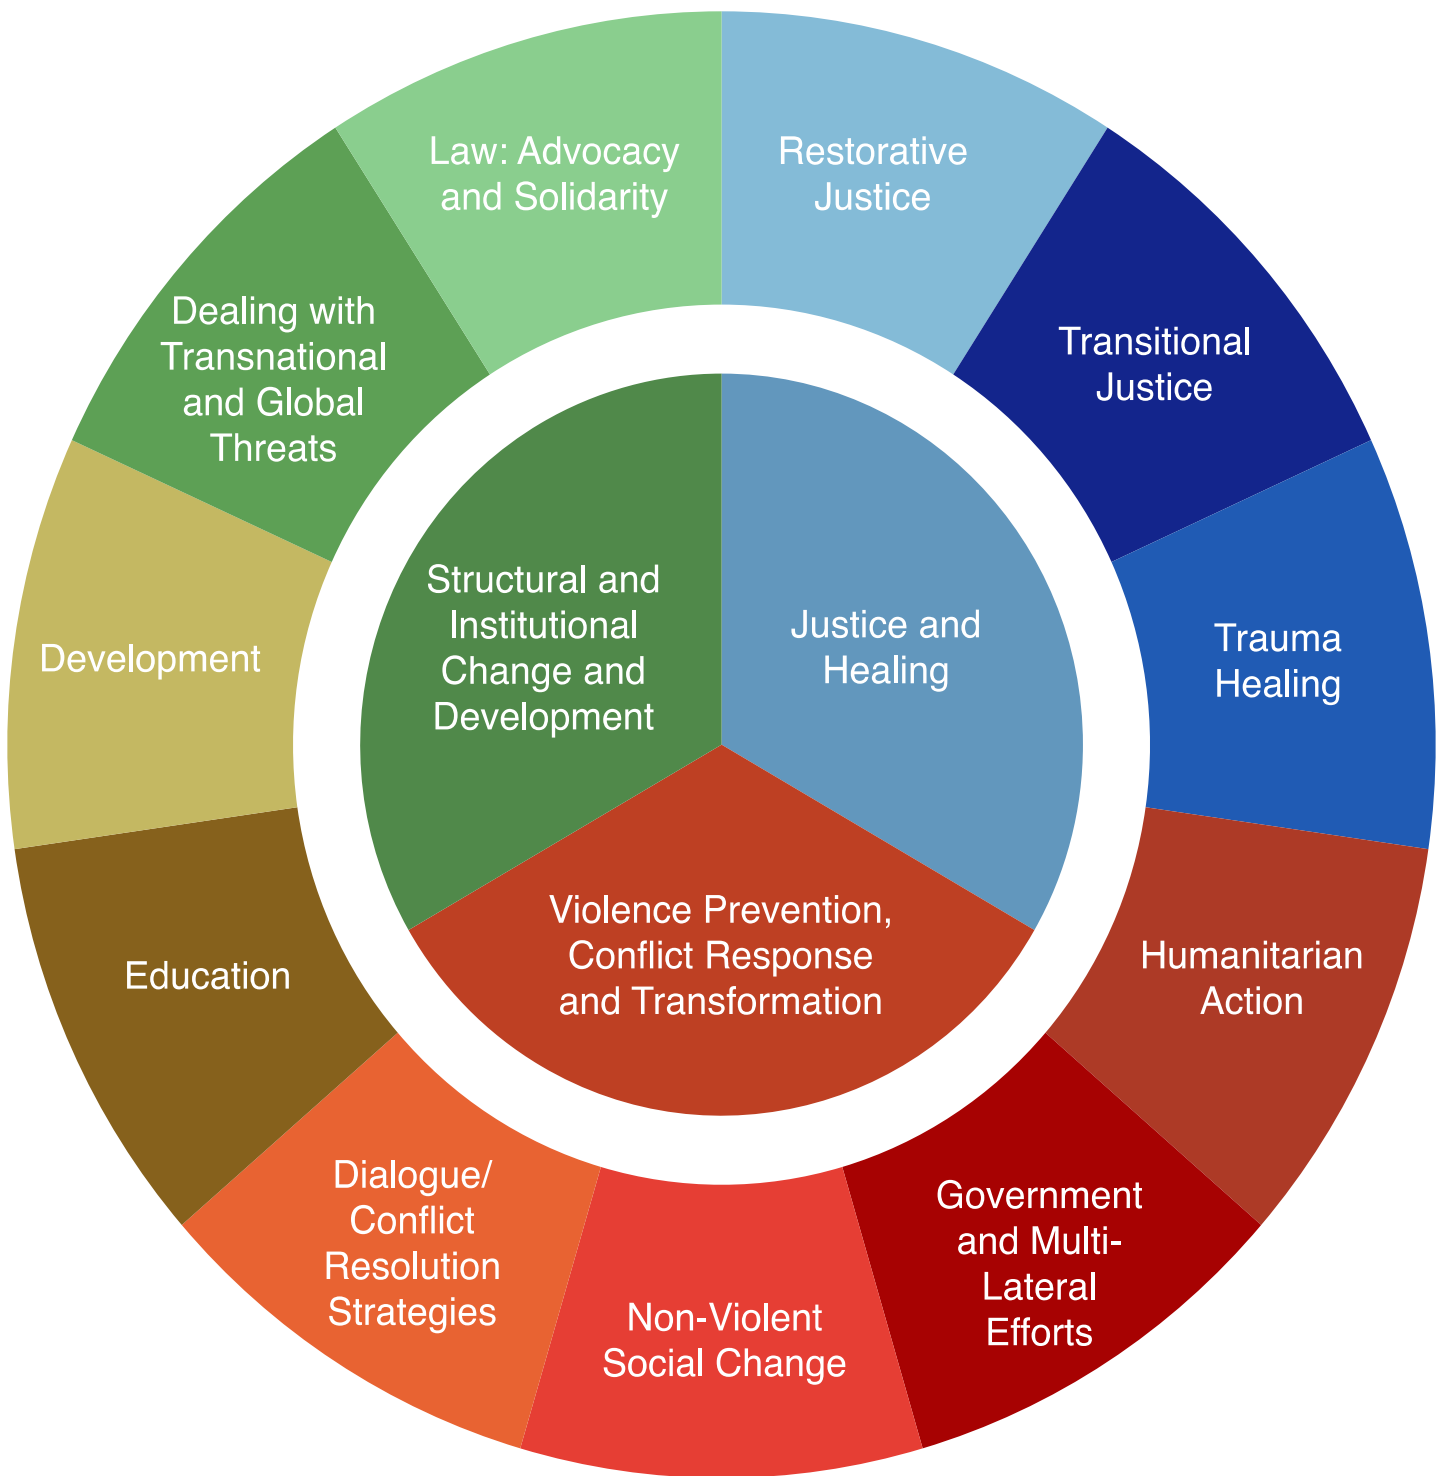 Law: Advocacy
and Solidarity
Restorative
Justice
Transitional
Justice
Trauma
Healing
Humanitarian
Action
Government
and Multi-
Lateral
Efforts
Non-Violent
Social Change
Dialogue/
Conflict
Resolution
Strategies
Education
Development
Dealing with
Transnational
and Global
Threats
Structural and
Institutional
Change and
Development
Justice and
Healing
Violence Prevention,
Conflict Response
and Transformation